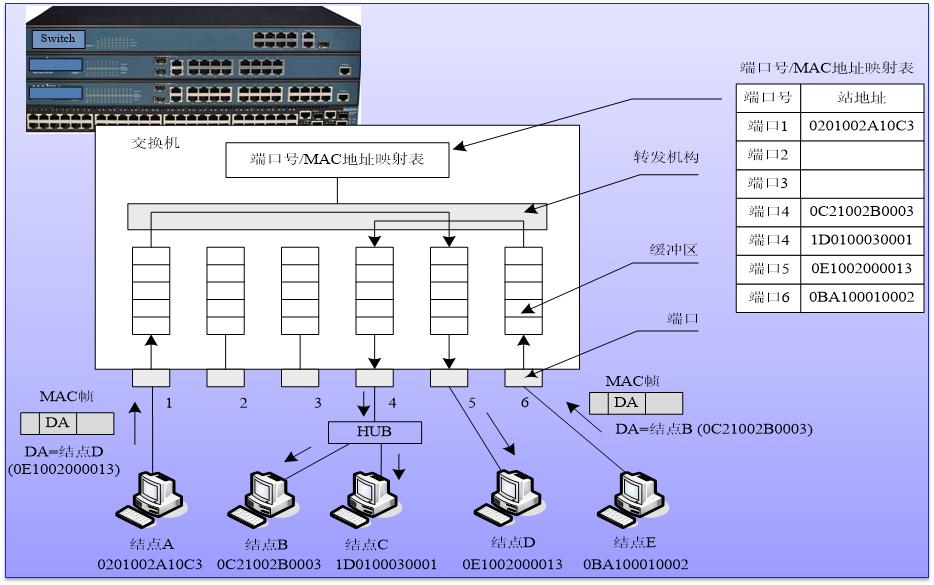 Switch
端口号/MAC地址映射表
端口号 站地址
端口1 0201002A10C3
端口2
端口3
端口4 0C21002B0003
端口4 1D0100030001
端口5 0E1002000013
端口6 0BA100010002
交换机
端口号/MAC地址映射表
转发机构
缓冲区
端口
1 2 3 4 5 6
MAC帧
DA
DA=结点D
(0E1002000013)
HUB
MAC帧
DA
DA=结点B (0C21002B0003)
结点A
0201002A10C3
结点B
0C21002B0003
结点C
1D0100030001
结点D
0E1002000013
结点E
0BA100010002